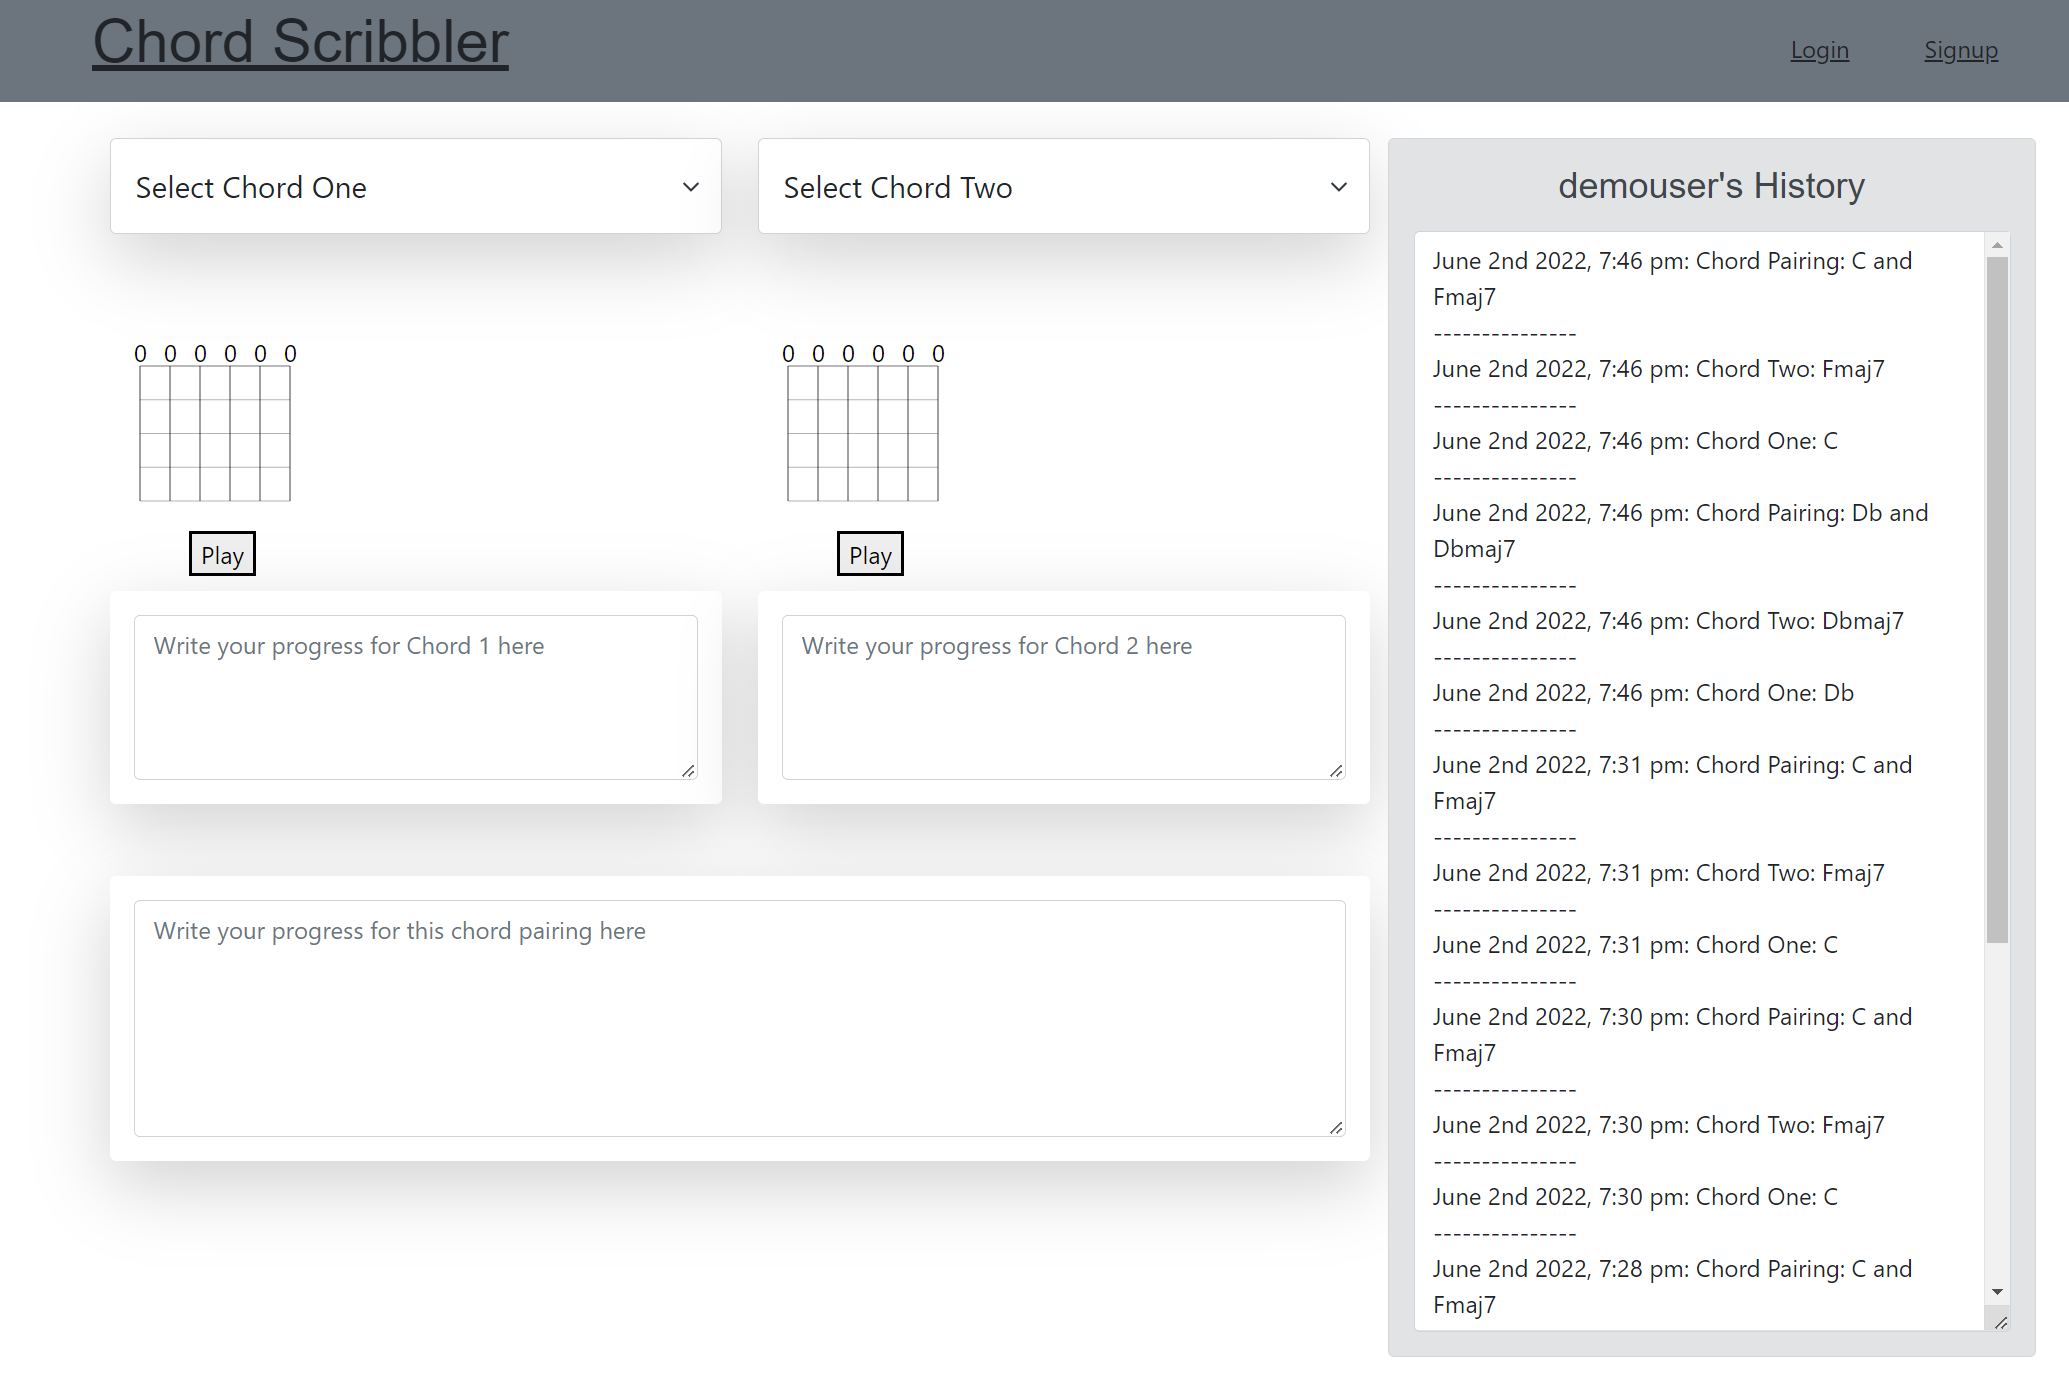 Chord Scribbler
Login
Signup
Select Chord One
Select Chord Two
0 0 0 0 0 0
0 0 0 0 0 0
Play
Play
Write your progress for Chord 1 here
Write your progress for Chord 2 here
Write your progress for this chord pairing here
demouser's History
June 2nd 2022, 7:46 pm: Chord Pairing: C and
Fmaj7
---------------
June 2nd 2022, 7:46 pm: Chord Two: Fmaj7
---------------
June 2nd 2022, 7:46 pm: Chord One: C
---------------
June 2nd 2022, 7:46 pm: Chord Pairing: Db and
Dbmaj7
---------------
June 2nd 2022, 7:46 pm: Chord Two: Dbmaj7
---------------
June 2nd 2022, 7:46 pm: Chord One: Db
---------------
June 2nd 2022, 7:31 pm: Chord Pairing: C and
Fmaj7
---------------
June 2nd 2022, 7:31 pm: Chord Two: Fmaj7
---------------
June 2nd 2022, 7:31 pm: Chord One: C
---------------
June 2nd 2022, 7:30 pm: Chord Pairing: C and
Fmaj7
---------------
June 2nd 2022, 7:30 pm: Chord Two: Fmaj7
---------------
June 2nd 2022, 7:30 pm: Chord One: C
---------------
June 2nd 2022, 7:28 pm: Chord Pairing: C and
Fmaj7